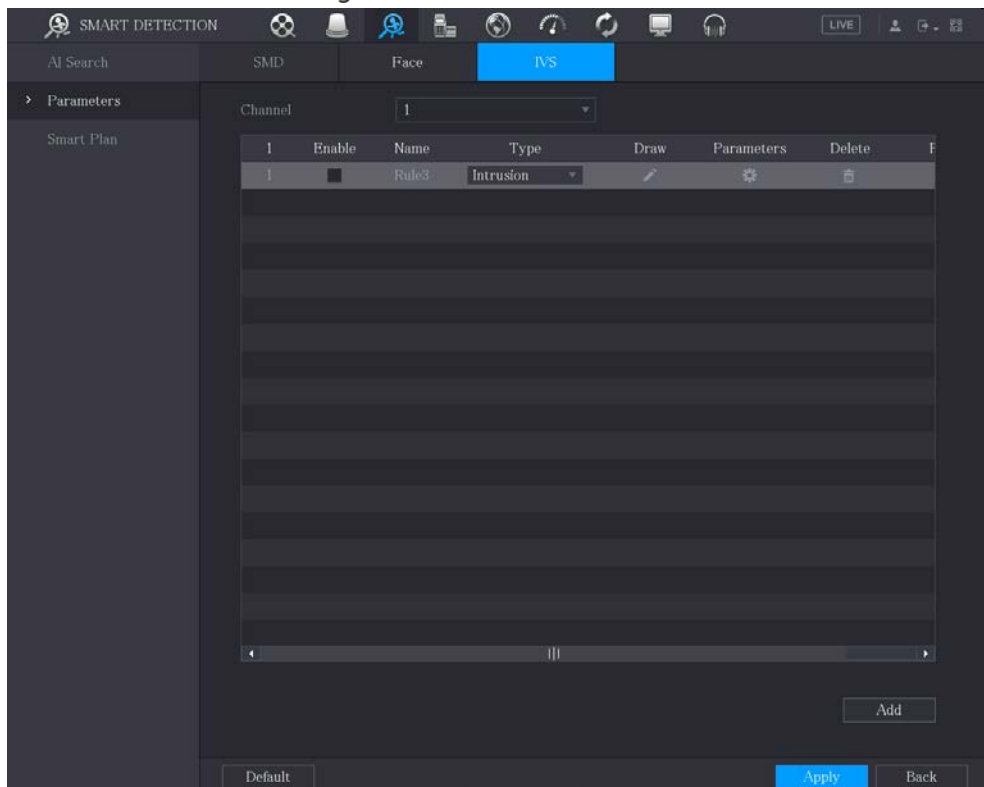 SMART DETECTION
LIVE
AI Search
SMD
Face
IVS
Parameters
Channel
1
Smart Plan
1 Enable Name Type Draw Parameters Delete
1 Rule3 Intrusion
Add
Default
Apply
Back